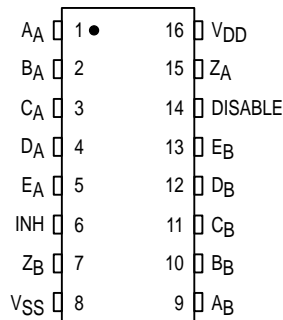 AA 1 16 VDD
BA 2 15 ZA
CA 3 14 DISABLE
DA 4 13 EB
EA 5 12 DB
INH 6 11 CB
ZB 7 10 BB
VSS 8 9 AB